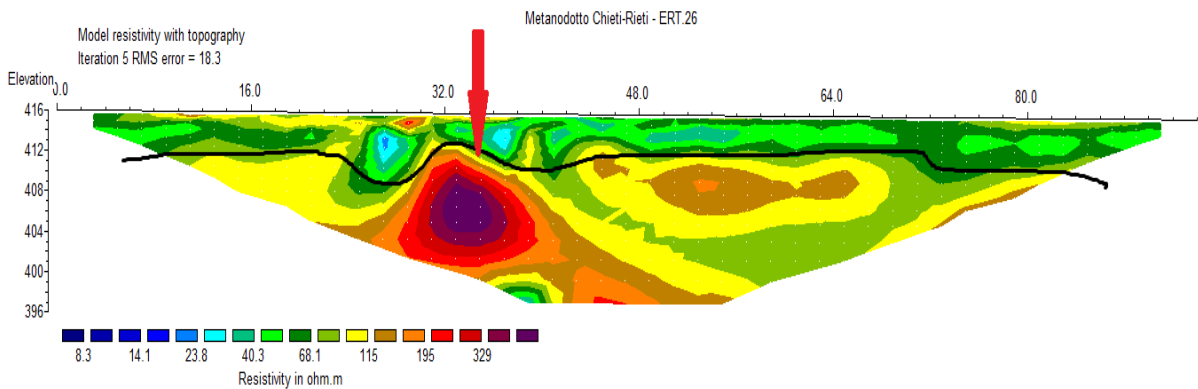 Metanodotto Chieti-Rieti - ERT.26
Model resistivity with topography
Iteration 5 RMS error = 18.3
Elevation
0.0 16.0 32.0 48.0 64.0 80.0
416
412
408
404
400
396
8.3 14.1 23.8 40.3 68.1 115 195 329
Resistivity in ohm.m